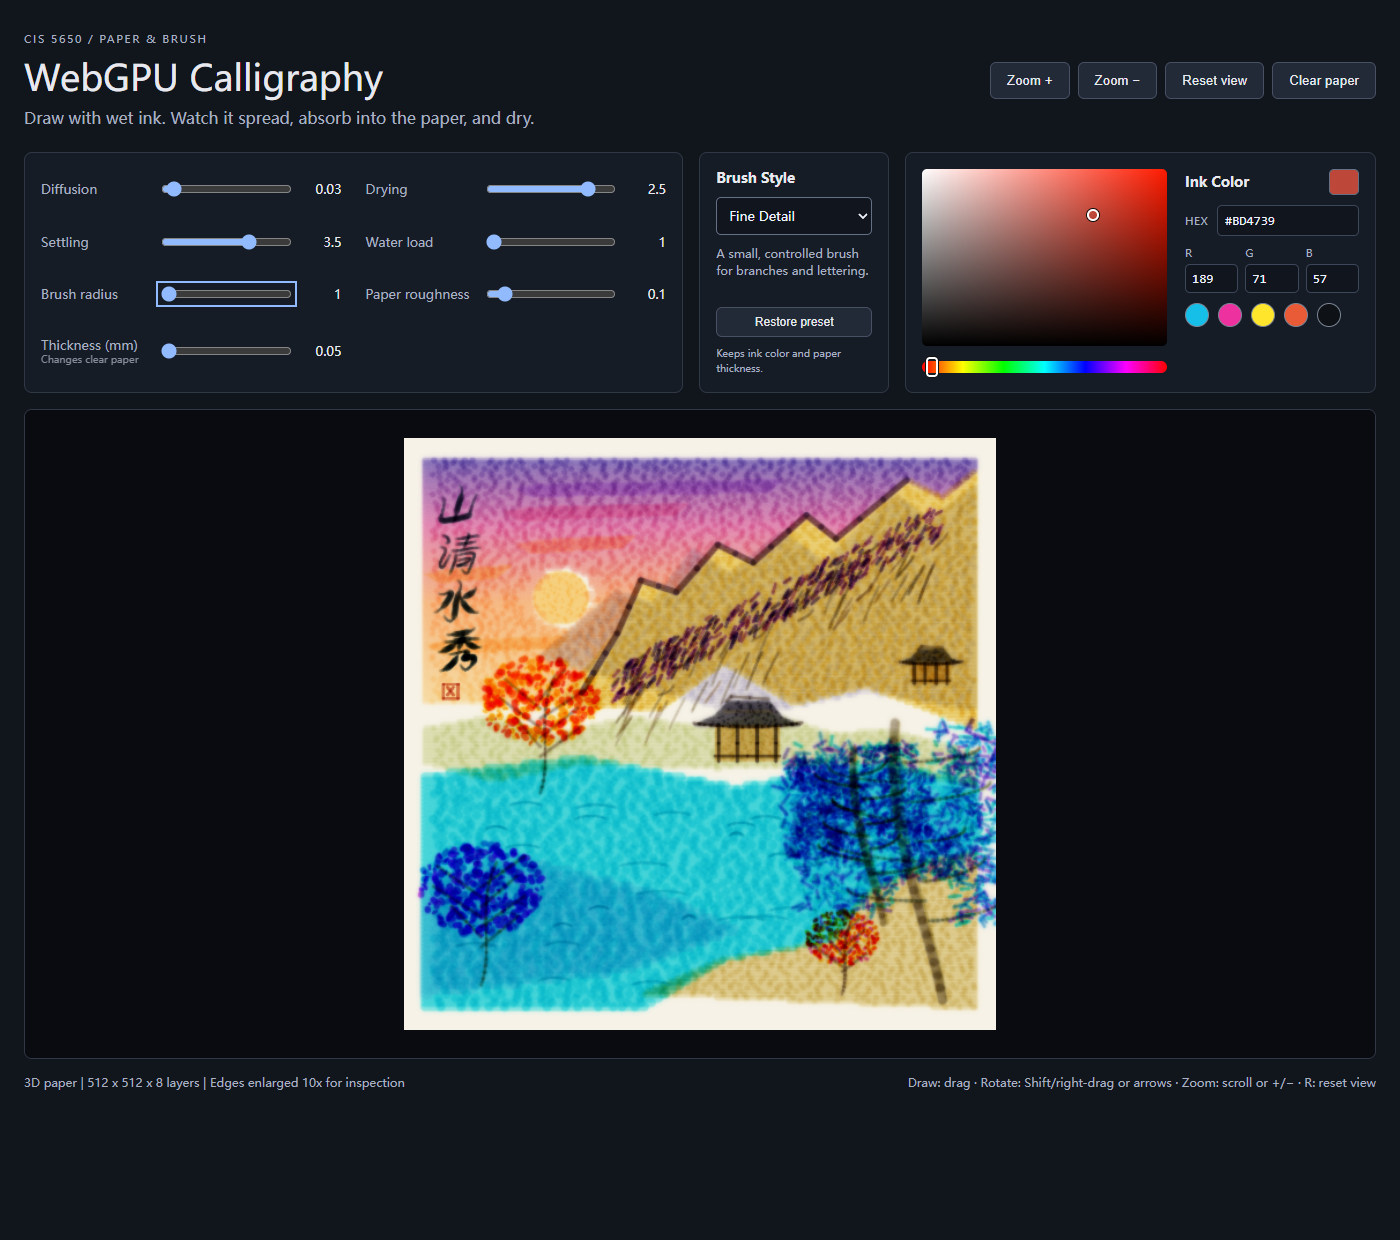 CIS 5650 / PAPER & BRUSH
WebGPU Calligraphy
Draw with wet ink. Watch it spread, absorb into the paper, and dry.
Zoom +
Zoom −
Reset view
Clear paper
Diffusion 0.03
Drying 2.5
Settling 3.5
Water load 1
Brush radius 1
Paper roughness 0.1
Thickness (mm) 0.05
Changes clear paper
Brush Style
Fine Detail
A small, controlled brush
for branches and lettering.
Restore preset
Keeps ink color and paper
thickness.
Ink Color
HEX #BD4739
R G B
189 71 57
山
清
水
秀
3D paper | 512 x 512 x 8 layers | Edges enlarged 10x for inspection
Draw: drag · Rotate: Shift/right-drag or arrows · Zoom: scroll or +/− · R: reset view